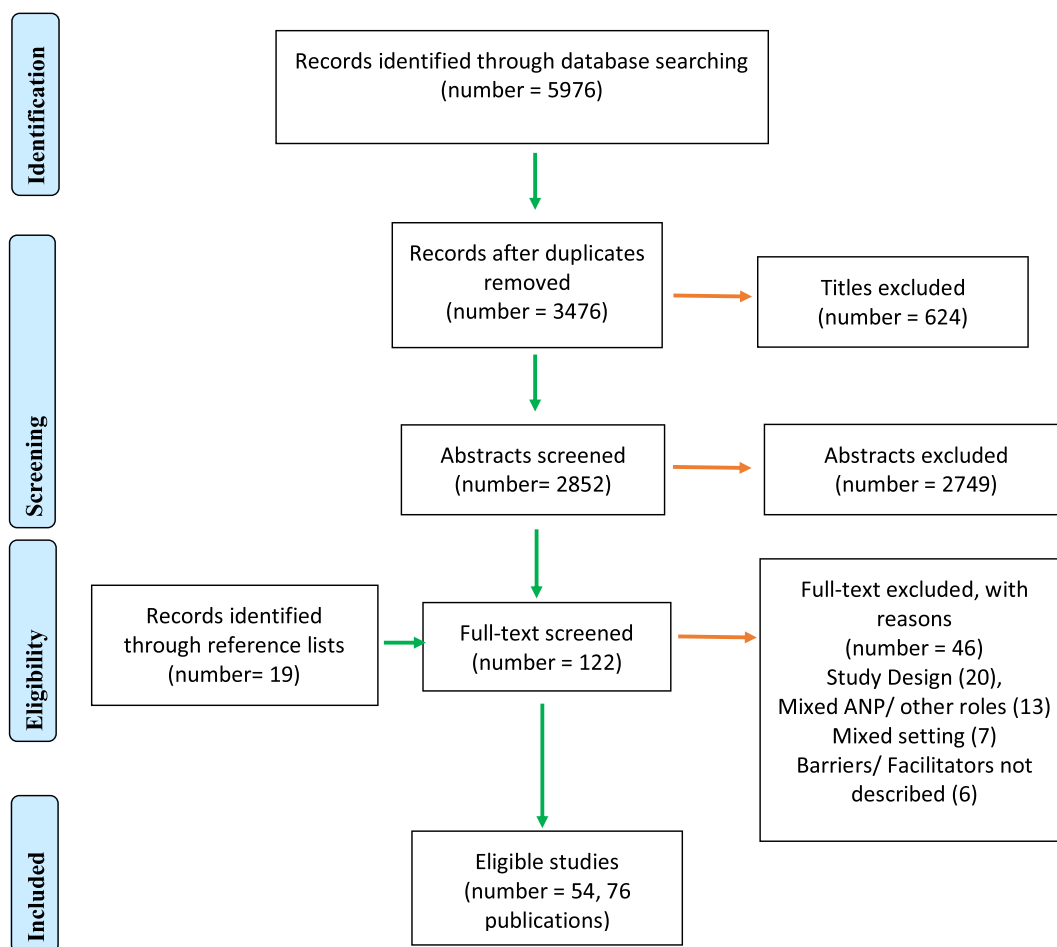 Identification
Records identified through database searching
(number = 5976)
Screening
Records after duplicates
removed
(number = 3476)
Titles excluded
(number = 624)
Abstracts screened
(number= 2852)
Abstracts excluded
(number = 2749)
Eligibility
Records identified
through reference lists
(number= 19)
Full-text screened
(number = 122)
Full-text excluded, with
reasons
(number = 46)
Study Design (20),
Mixed ANP/ other roles (13)
Mixed setting (7)
Barriers/ Facilitators not
described (6)
Included
Eligible studies
(number = 54, 76
publications)